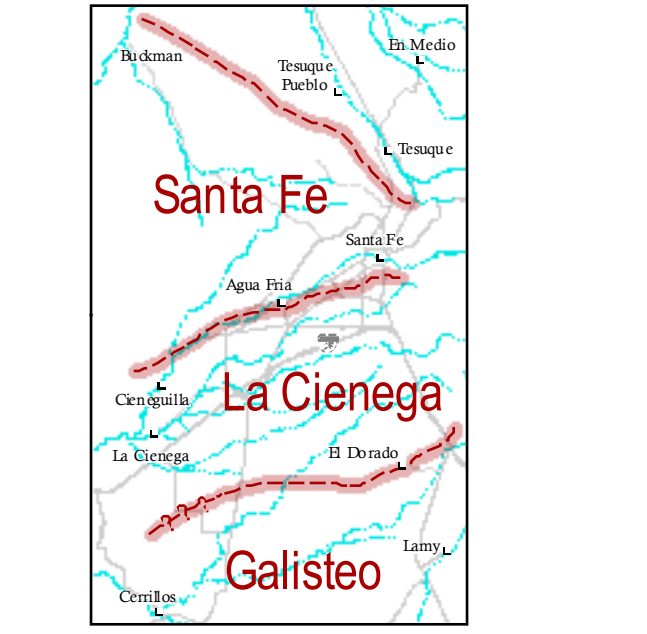 En Medio
Buckman
Tesuque
Pueblo
Tesuque
Santa Fe
Santa Fe
Agua Fria
La Cienega
Cieneguilla
La Cienega
El Dorado
Lamy
Galisteo
Cerrillos